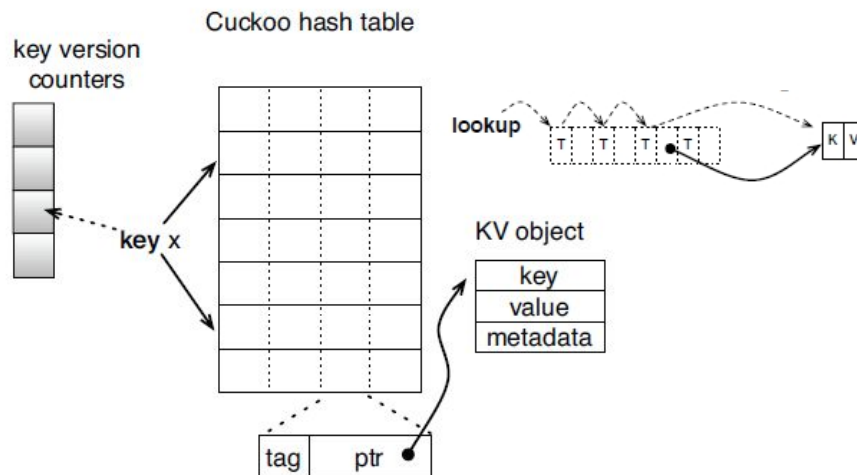 Cuckoo hash table
key version
counters
lookup
T T T T
K V
key x
KV object
key
value
metadata
tag ptr